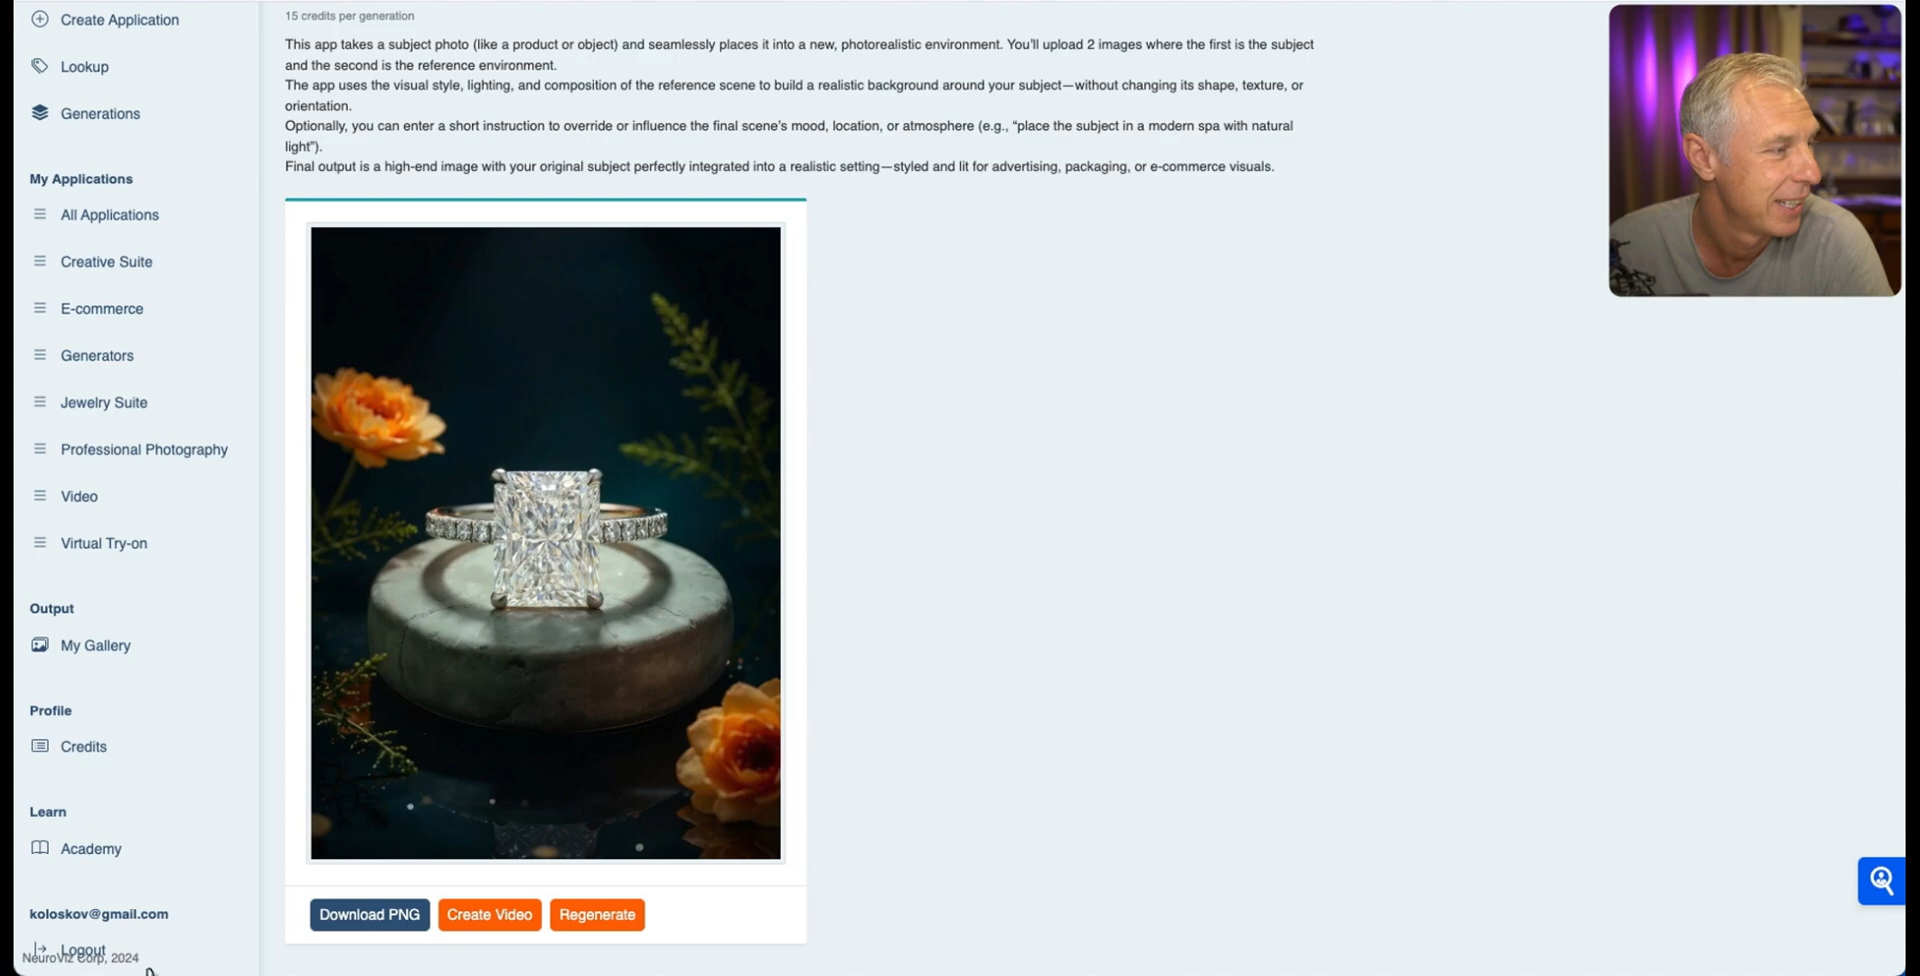 Create Application
Lookup
Generations
My Applications
All Applications
Creative Suite
E-commerce
Generators
Jewelry Suite
Professional Photography
Video
Virtual Try-on
Output
My Gallery
Profile
Credits
Learn
Academy
koloskov@gmail.com
Logout
NeuroViz Corp, 2024
15 credits per generation
This app takes a subject photo (like a product or object) and seamlessly places it into a new, photorealistic environment. You'll upload 2 images where the first is the subject
and the second is the reference environment.
The app uses the visual style, lighting, and composition of the reference scene to build a realistic background around your subject—without changing its shape, texture, or
orientation.
Optionally, you can enter a short instruction to override or influence the final scene's mood, location, or atmosphere (e.g., “place the subject in a modern spa with natural
light”).
Final output is a high-end image with your original subject perfectly integrated into a realistic setting—styled and lit for advertising, packaging, or e-commerce visuals.
Download PNG
Create Video
Regenerate